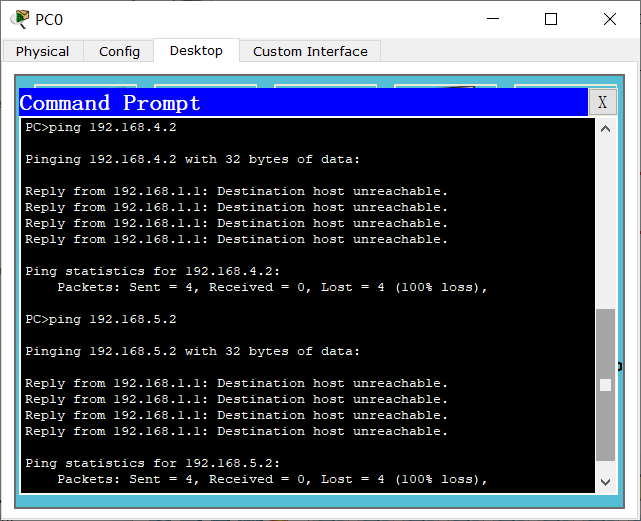 PC0
Physical Config Desktop Custom Interface
Command Prompt X
PC>ping 192.168.4.2
Pinging 192.168.4.2 with 32 bytes of data:
Reply from 192.168.1.1: Destination host unreachable.
Reply from 192.168.1.1: Destination host unreachable.
Reply from 192.168.1.1: Destination host unreachable.
Reply from 192.168.1.1: Destination host unreachable.
Ping statistics for 192.168.4.2:
    Packets: Sent = 4, Received = 0, Lost = 4 (100% loss),
PC>ping 192.168.5.2
Pinging 192.168.5.2 with 32 bytes of data:
Reply from 192.168.1.1: Destination host unreachable.
Reply from 192.168.1.1: Destination host unreachable.
Reply from 192.168.1.1: Destination host unreachable.
Reply from 192.168.1.1: Destination host unreachable.
Ping statistics for 192.168.5.2:
    Packets: Sent = 4, Received = 0, Lost = 4 (100% loss),